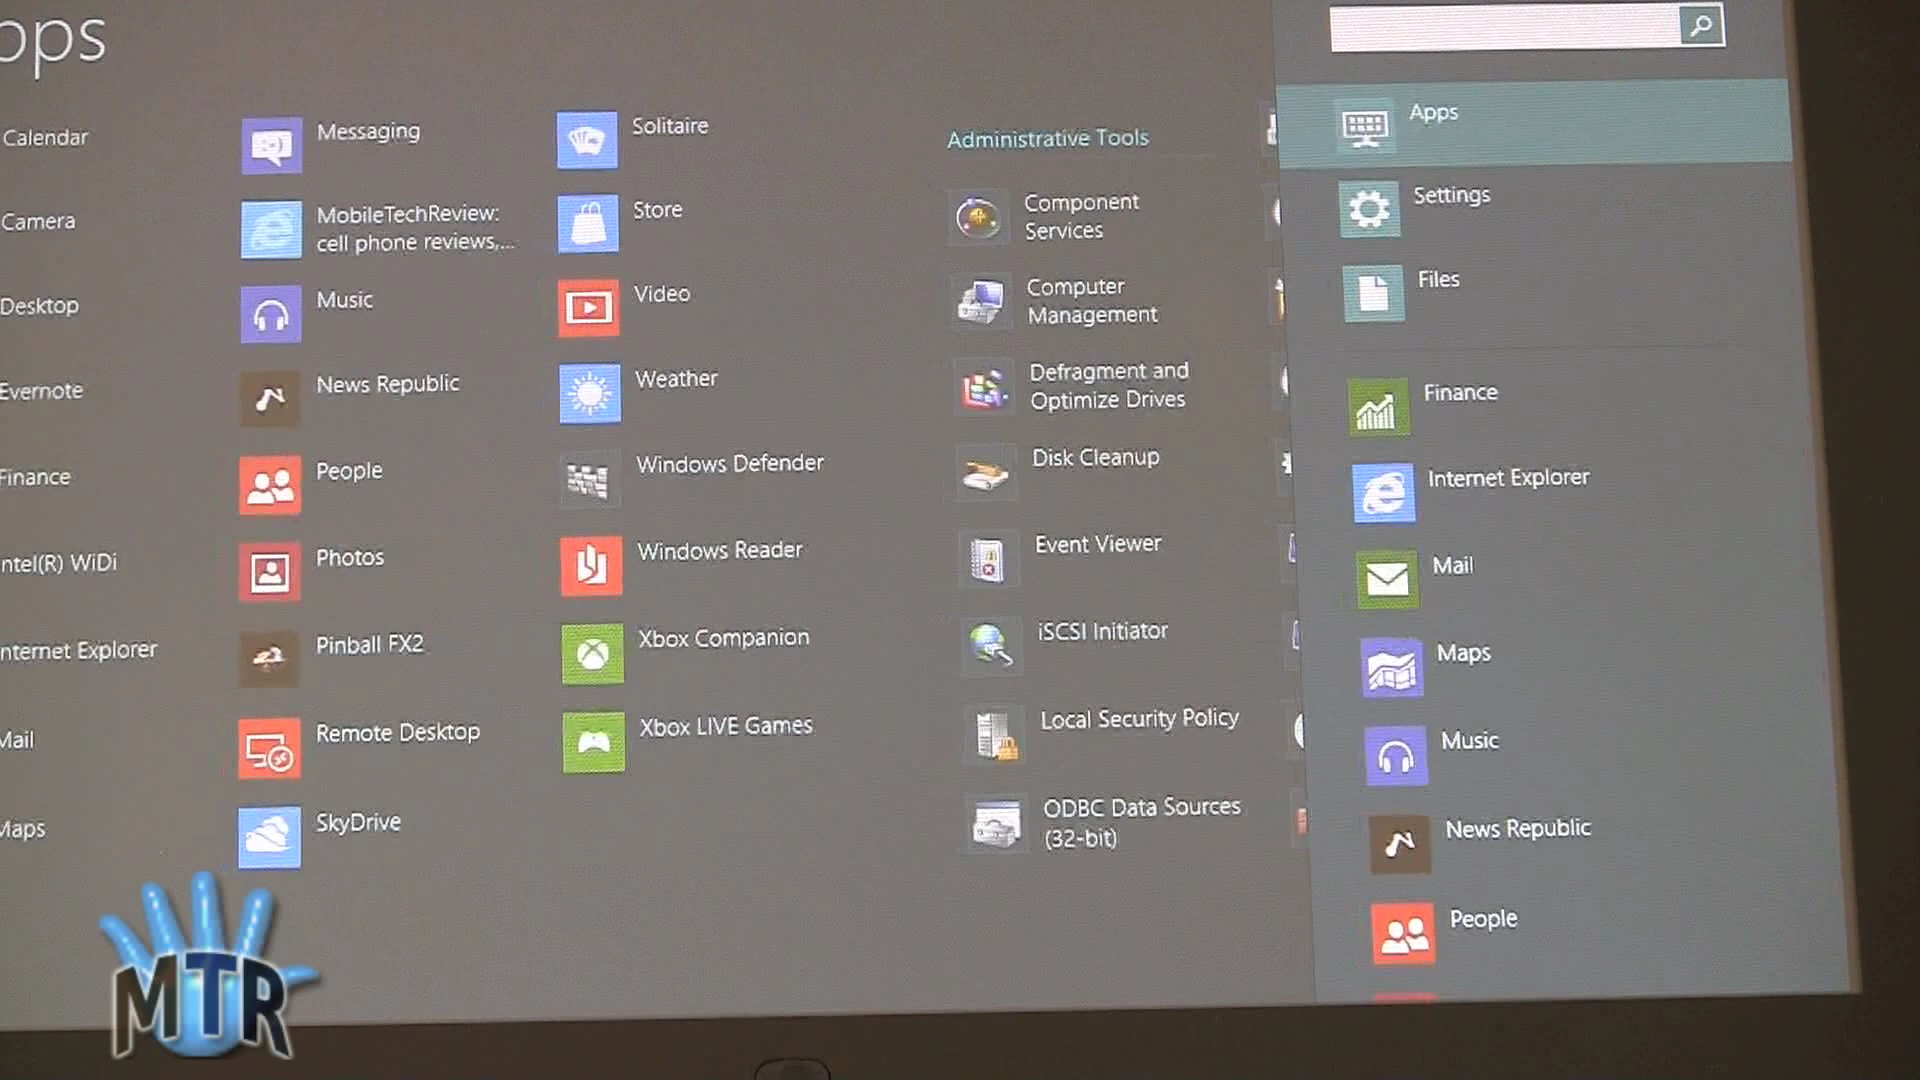 pps
Calendar
Camera
Desktop
Evernote
Finance
ntel(R) WiDi
nternet Explorer
Mail
Maps
Messaging
MobileTechReview:
cell phone reviews,...
Music
News Republic
People
Photos
Pinball FX2
Remote Desktop
SkyDrive
Solitaire
Store
Video
Weather
Windows Defender
Windows Reader
Xbox Companion
Xbox LIVE Games
Administrative Tools
Component
Services
Computer
Management
Defragment and
Optimize Drives
Disk Cleanup
Event Viewer
iSCSI Initiator
Local Security Policy
ODBC Data Sources
(32-bit)
Apps
Settings
Files
Finance
Internet Explorer
Mail
Maps
Music
News Republic
People
MTR